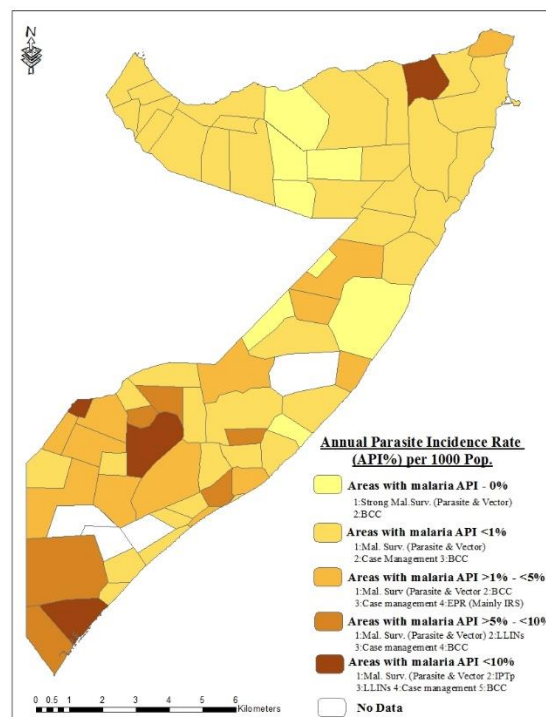 N
Annual Parasite Incidence Rate
(API%) per 1000 Pop.
Areas with malaria API - 0%
1:Strong Mal.Surv. (Parasite & Vector)
2:BCC
Areas with malaria API <1%
1:Mal. Surv. (Parasite & Vector)
2:Case Management 3:BCC
Areas with malaria API >1% - <5%
1:Mal. Surv. (Parasite & Vector 2:BCC
3:Case management 4:EPR (Mainly IRS)
Areas with malaria API >5% - <10%
1:Mal. Surv. (Parasite & Vector) 2:LLINs
3:Case management 4:BCC
Areas with malaria API <10%
1:Mal. Surv. (Parasite & Vector 2:IPTp
3:LLINs 4:Case management 5:BCC
No Data
0 0.5 1 2 3 4 5 6
Kilometers